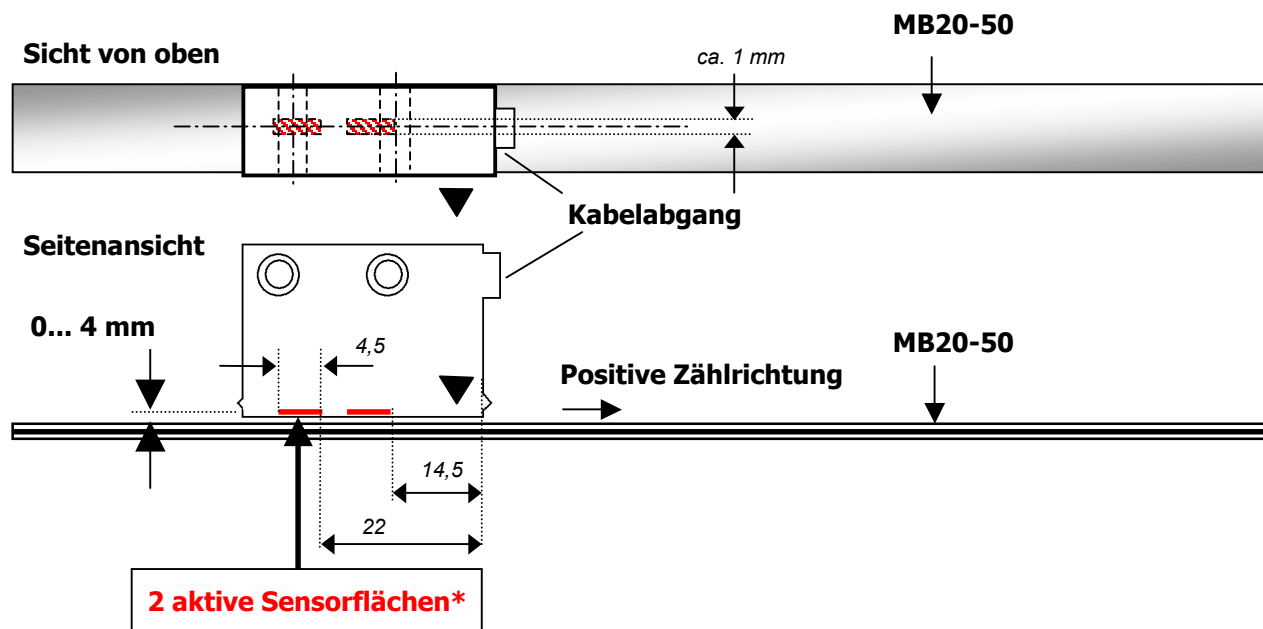 MB20-50
Sicht von oben
ca. 1 mm
Kabelabgang
Seitenansicht
0... 4 mm
4,5
MB20-50
Positive Zählrichtung
14,5
22
2 aktive Sensorflächen*